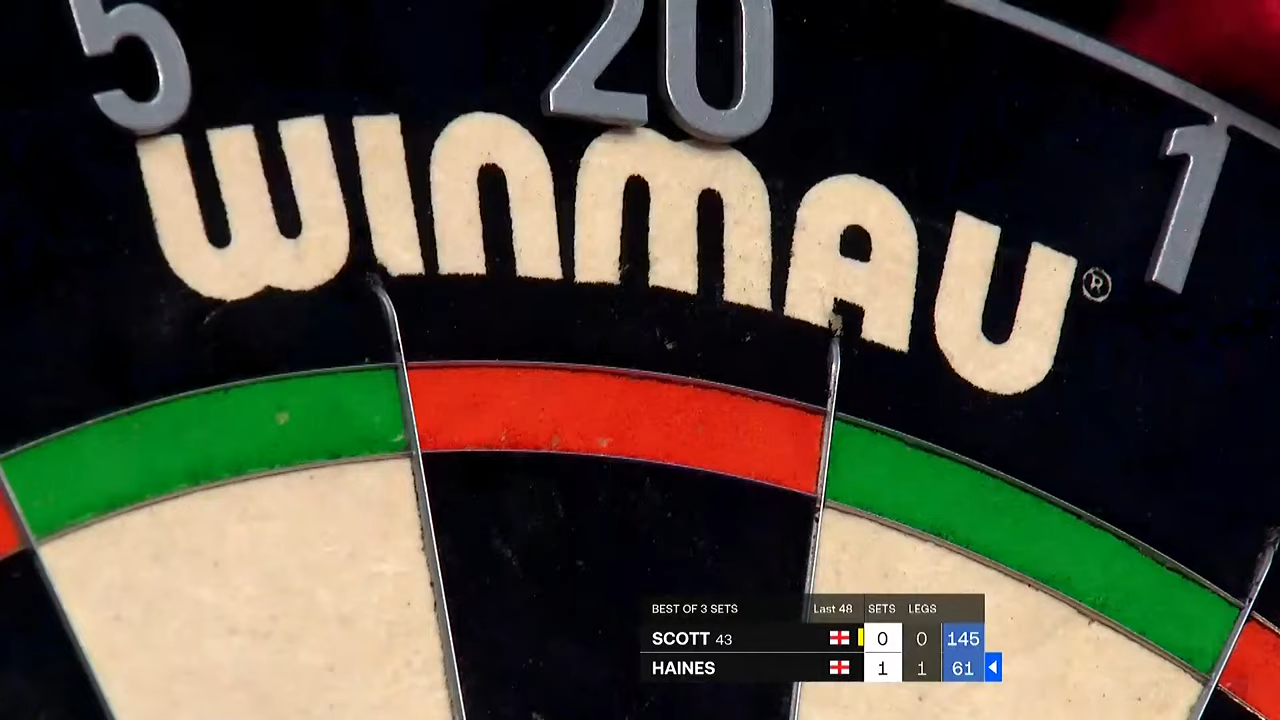 5 20 1
WINMAU®
BEST OF 3 SETS Last 48 SETS LEGS
SCOTT 43 0 0 145
HAINES 1 1 61